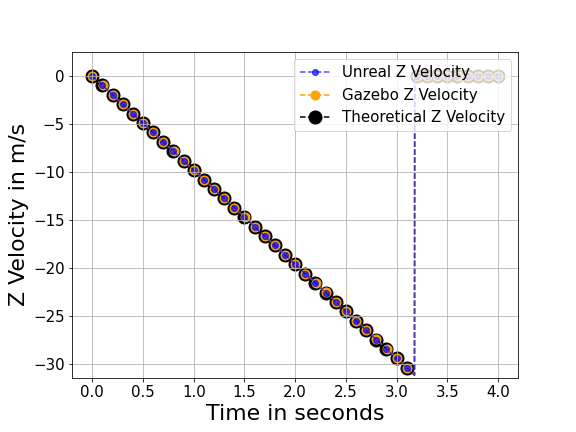 Unreal Z Velocity
Gazebo Z Velocity
Theoretical Z Velocity
Z Velocity in m/s
0
−5
−10
−15
−20
−25
−30
0.0 0.5 1.0 1.5 2.0 2.5 3.0 3.5 4.0
Time in seconds